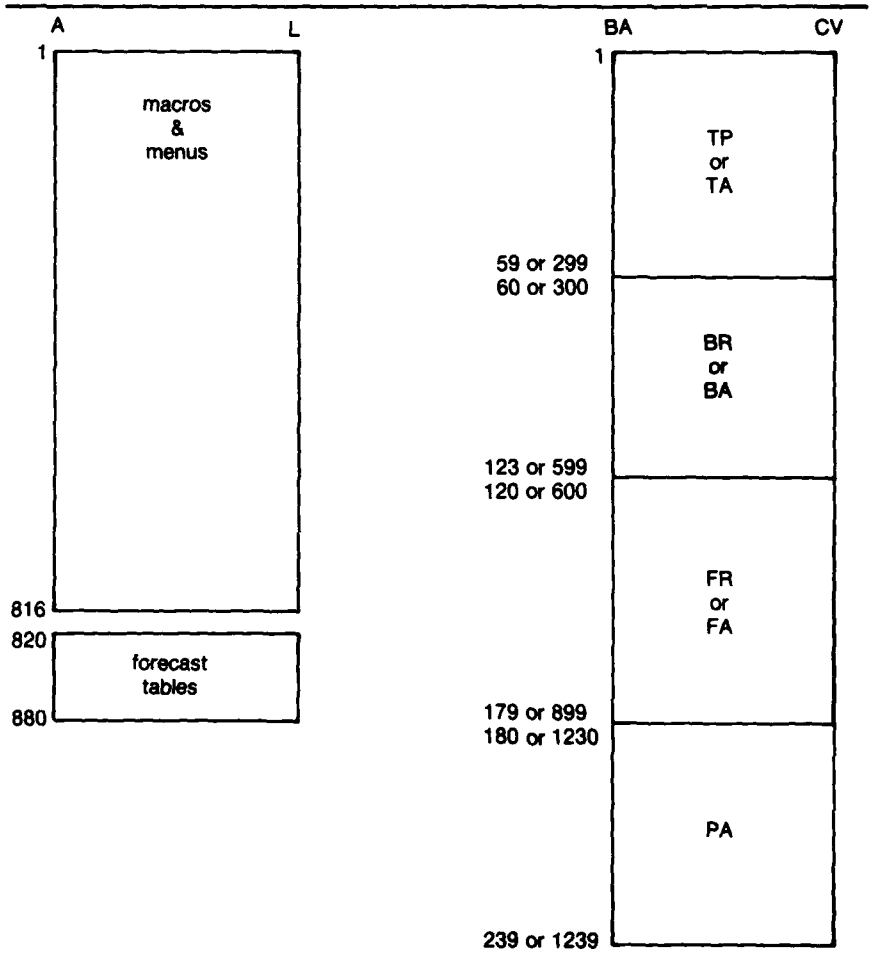 A L
1
macros
&
menus
816
820
forecast
tables
880
BA CV
1
TP
or
TA
59 or 299
60 or 300
BR
or
BA
123 or 599
120 or 600
FR
or
FA
179 or 899
180 or 1230
PA
239 or 1239